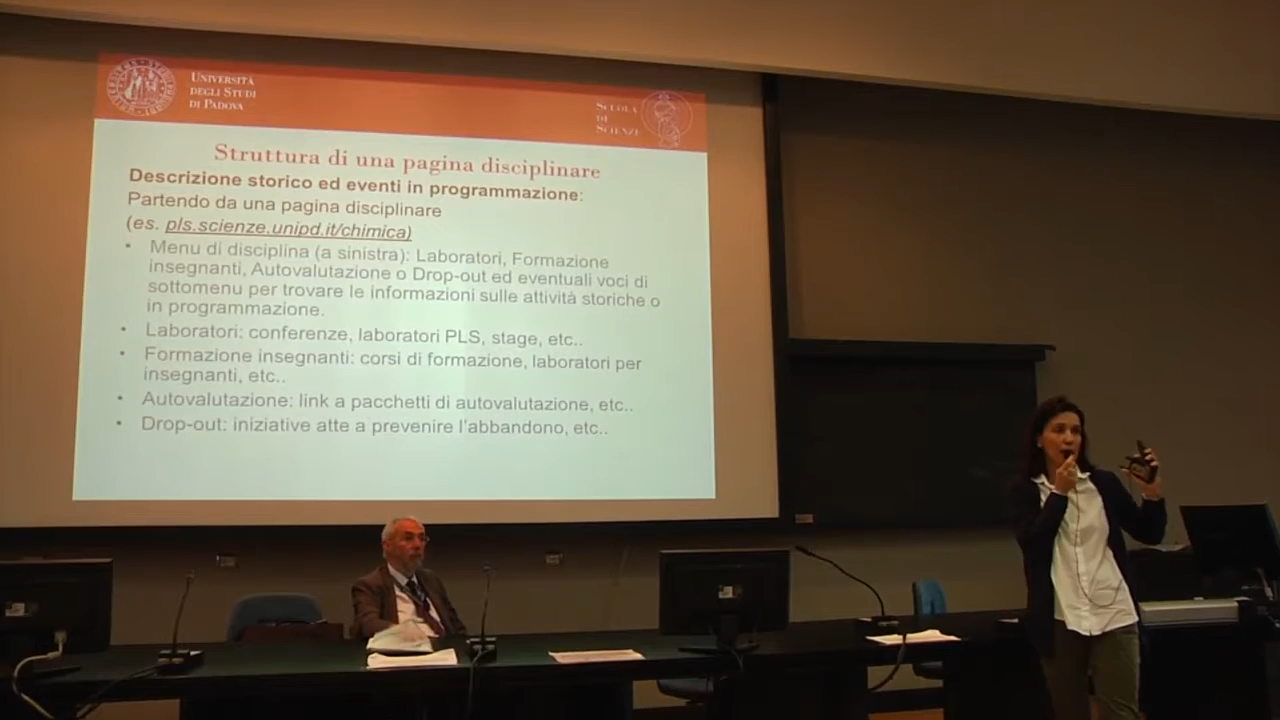 UNIVERSITÀ
DEGLI STUDI
DI PADOVA
SCUOLA
DI
SCIENZE
Struttura di una pagina disciplinare
Descrizione storico ed eventi in programmazione:
Partendo da una pagina disciplinare
(es. pls.scienze.unipd.it/chimica)
• Menu di disciplina (a sinistra): Laboratori, Formazione
insegnanti, Autovalutazione o Drop-out ed eventuali voci di
sottomenu per trovare le informazioni sulle attività storiche o
in programmazione.
• Laboratori: conferenze, laboratori PLS, stage, etc..
• Formazione insegnanti: corsi di formazione, laboratori per
insegnanti, etc..
• Autovalutazione: link a pacchetti di autovalutazione, etc..
• Drop-out: iniziative atte a prevenire l'abbandono, etc..